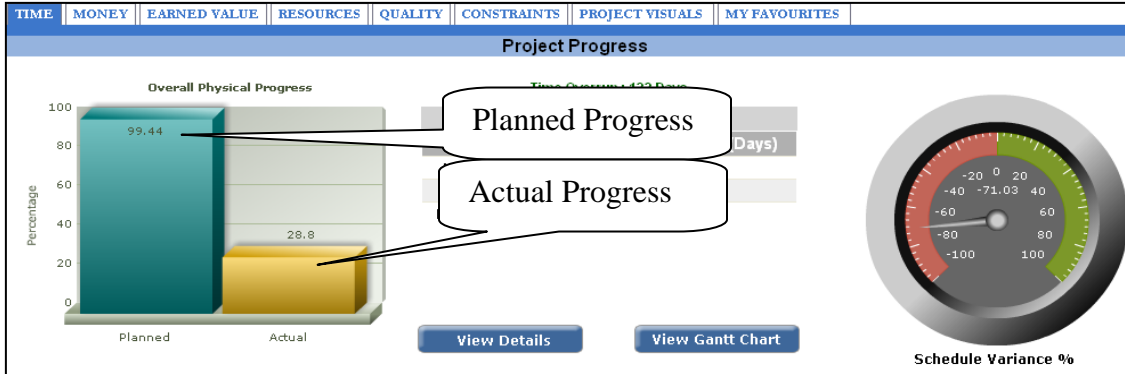 TIME MONEY EARNED VALUE RESOURCES QUALITY CONSTRAINTS PROJECT VISUALS MY FAVOURITES
Project Progress
Overall Physical Progress
Percentage
100
80
60
40
20
0
99.44
28.8
Planned
Actual
Planned Progress
Days)
Actual Progress
View Details
View Gantt Chart
-100
-80
-60
-40
-20
0
20
40
60
80
100
-71.03
Schedule Variance %